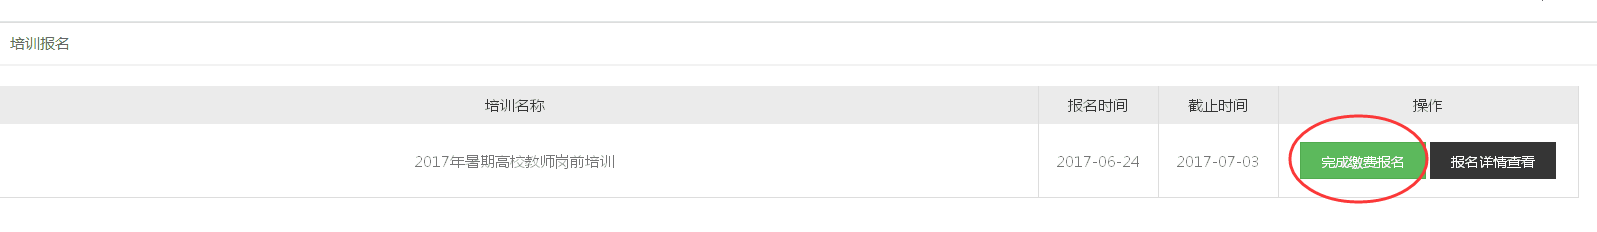 培训报名
培训名称 报名时间 截止时间 操作
2017年暑期高校教师岗前培训 2017-06-24 2017-07-03 完成缴费报名 报名详情查看